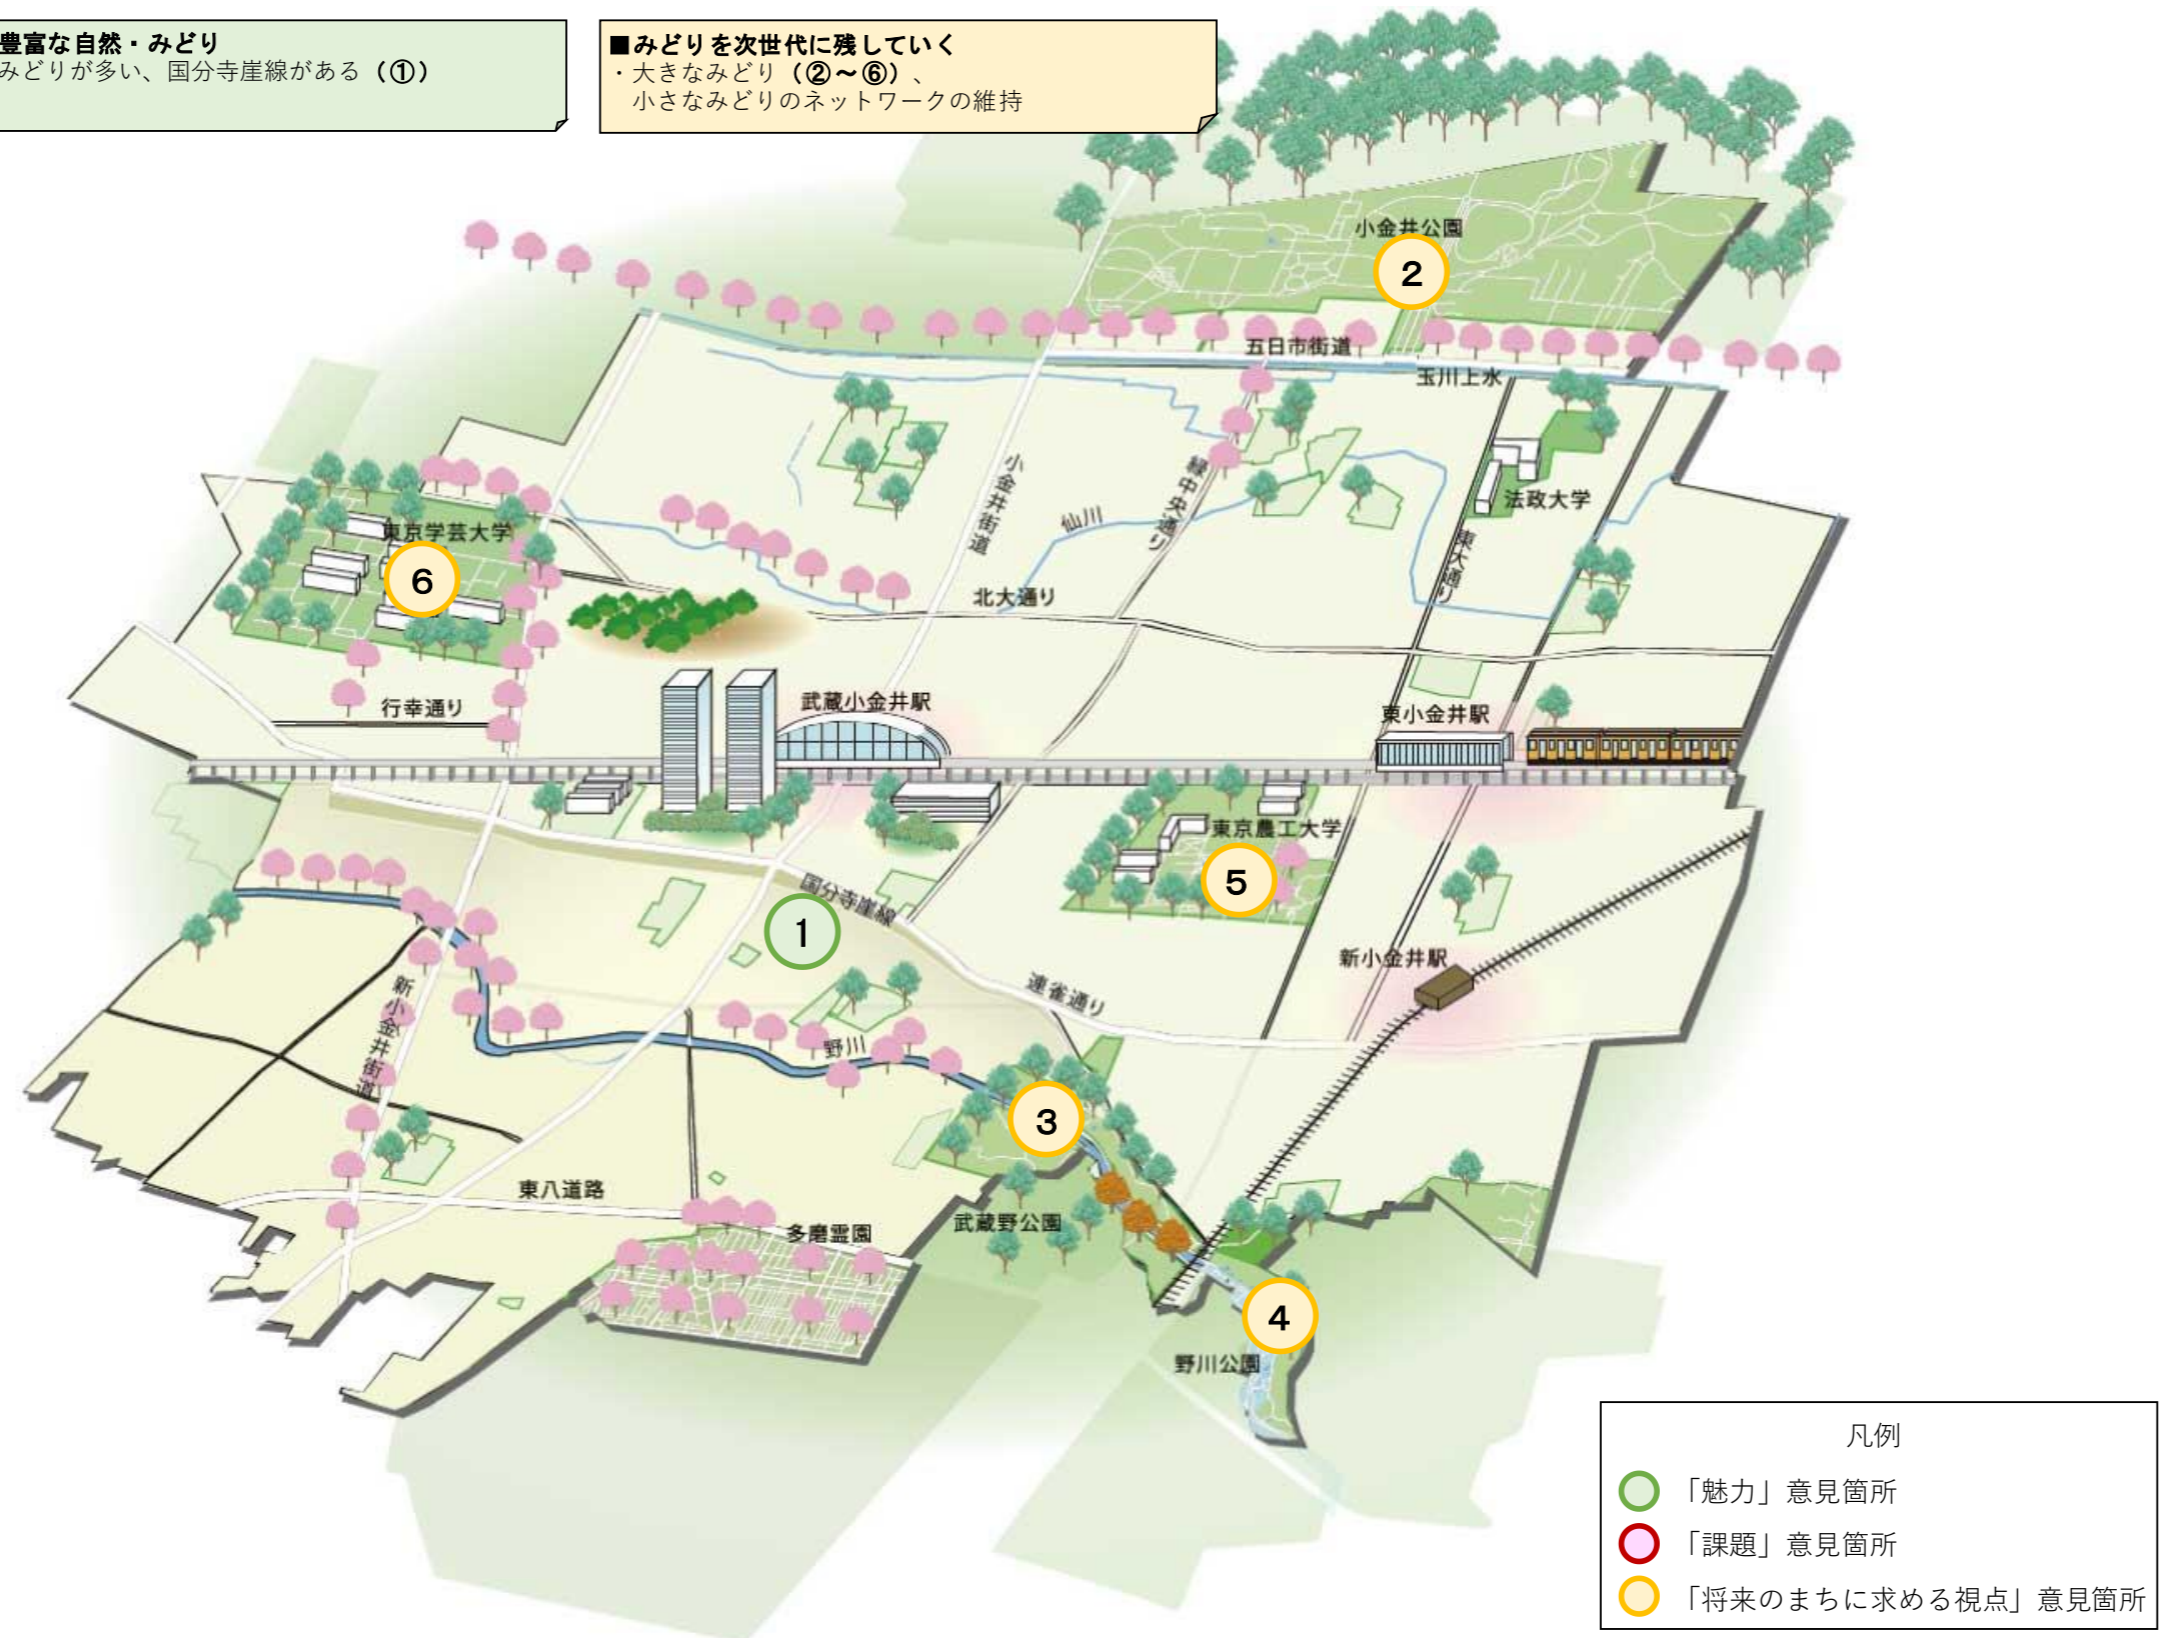 豊富な自然・みどり
みどりが多い、国分寺崖線がある（①）
■みどりを次世代に残していく
・大きなみどり（②～⑥）、
小さなみどりのネットワークの維持
小金井公園
2
五日市街道
玉川上水
小金井街道
緑中央通り
仙川
法政大学
東大通り
東京学芸大学
6
北大通り
行幸通り
武蔵小金井駅
東小金井駅
東京農工大学
5
国分寺崖線
1
新小金井駅
連雀通り
新小金井街道
野川
3
東八道路
多磨霊園
武蔵野公園
4
野川公園
凡例
「魅力」意見箇所
「課題」意見箇所
「将来のまちに求める視点」意見箇所